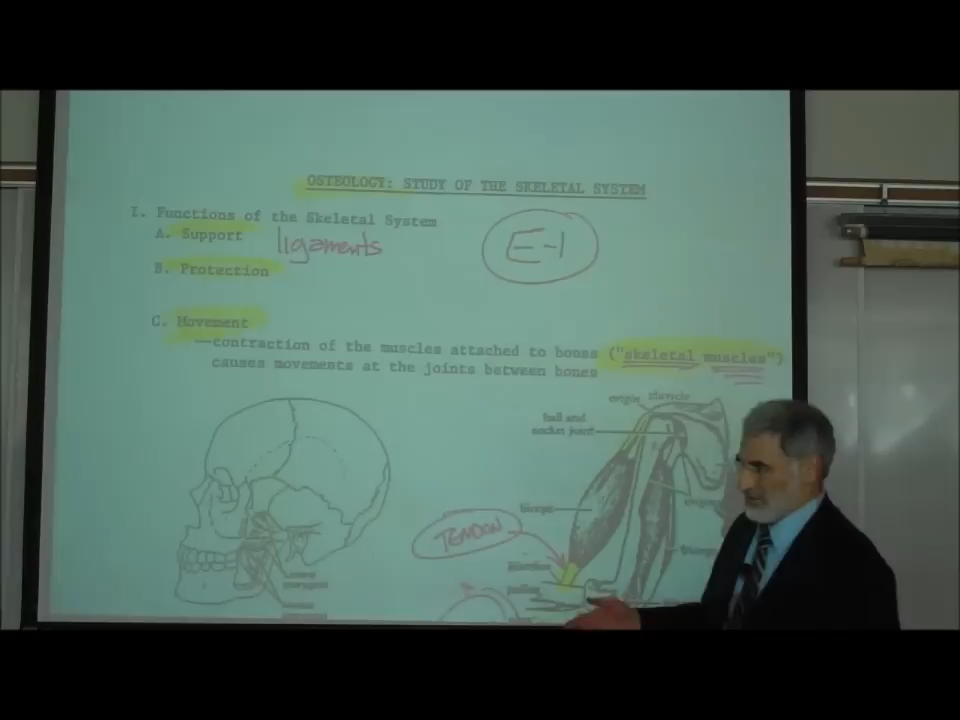 OSTEOLOGY: STUDY OF THE SKELETAL SYSTEM
I. Functions of the Skeletal System
A. Support ligaments
E-1
B. Protection
C. Movement
—contraction of the muscles attached to bones ("skeletal muscles")
causes movements at the joints between bones
origin clavicle
ball and
socket joint
biceps
TENDON